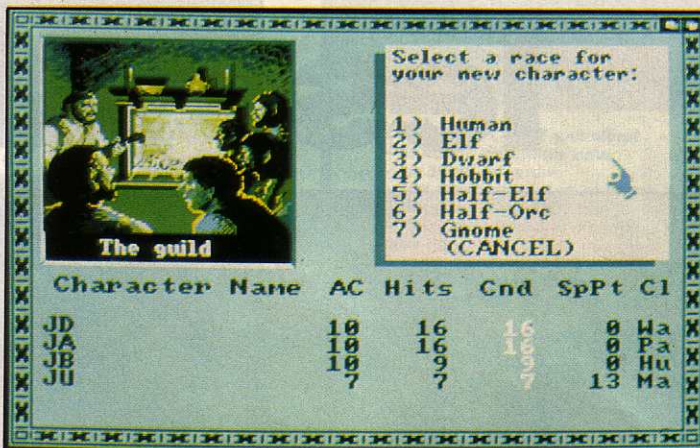 Select a race for
your new character:
1) Human
2) Elf
3) Dwarf
4) Hobbit
5) Half-Elf
6) Half-Orc
7) Gnome
(CANCEL)
The guild
Character Name AC Hits Cnd SpPt Cl
JD 10 16 16 0 Wa
JA 10 16 16 0 Pa
JB 10 9 9 0 Hu
JU 7 7 7 13 Ma